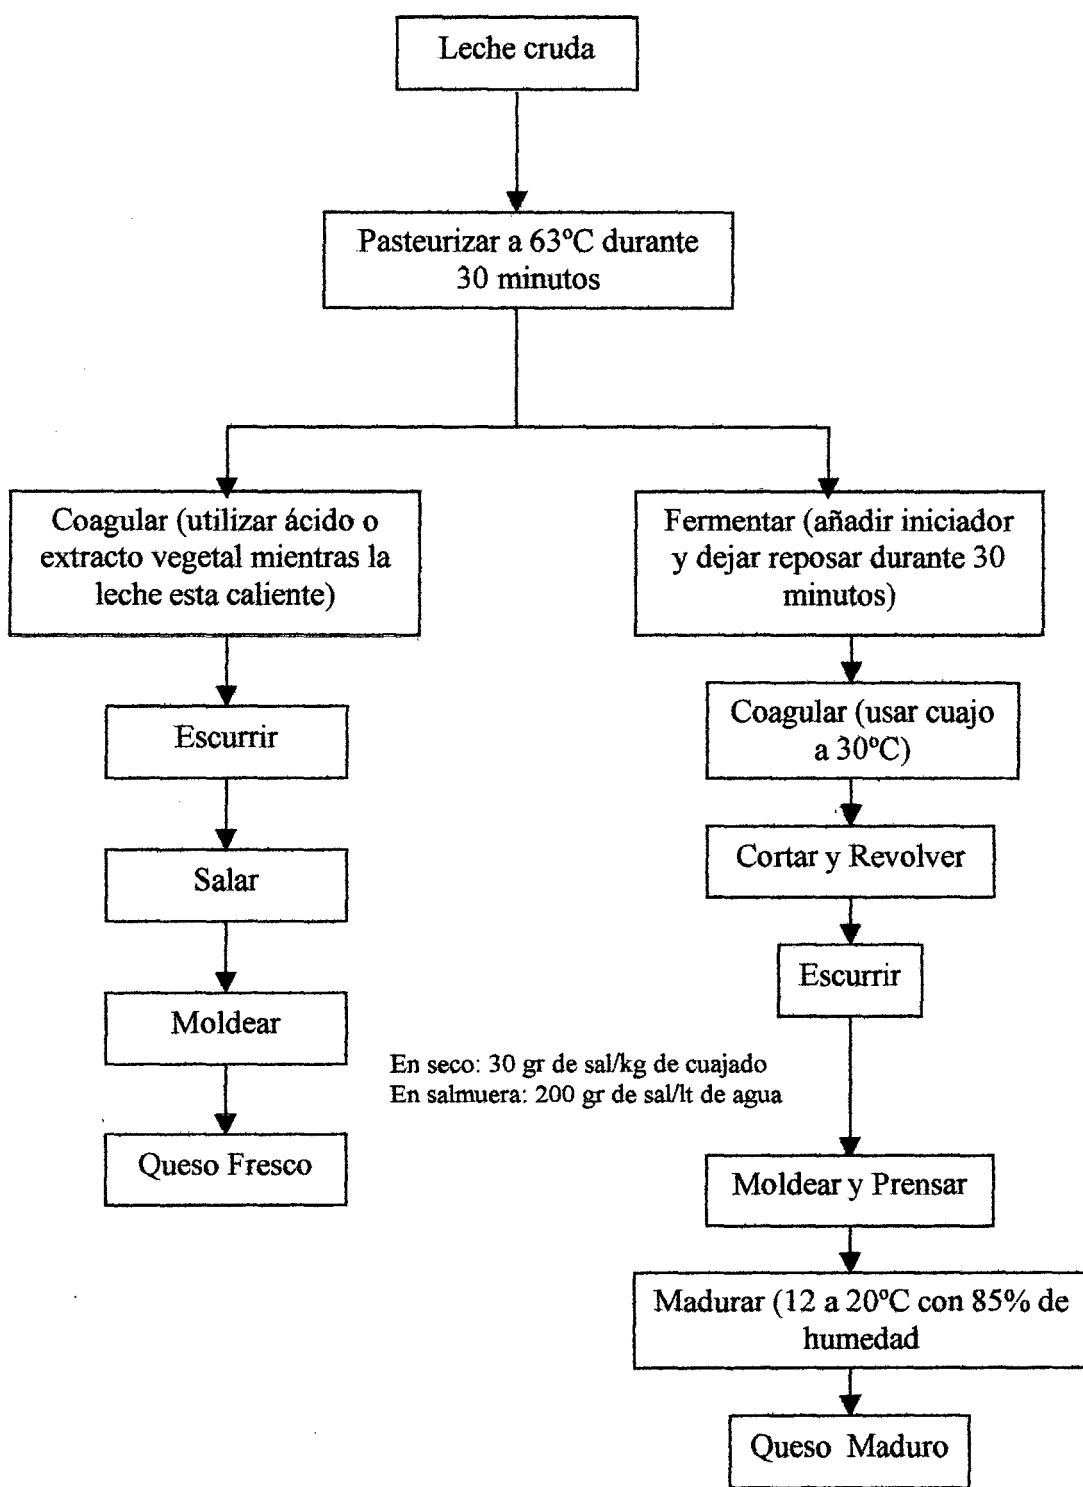 Leche cruda
Pasteurizar a 63ºC durante
30 minutos
Coagular (utilizar ácido o
extracto vegetal mientras la
leche esta caliente)
Escurrir
Salar
Moldear
Queso Fresco
En seco: 30 gr de sal/kg de cuajado
En salmuera: 200 gr de sal/lt de agua
Fermentar (añadir iniciador
y dejar reposar durante 30
minutos)
Coagular (usar cuajo
a 30ºC)
Cortar y Revolver
Escurrir
Moldear y Prensar
Madurar (12 a 20ºC con 85% de
humedad
Queso Maduro